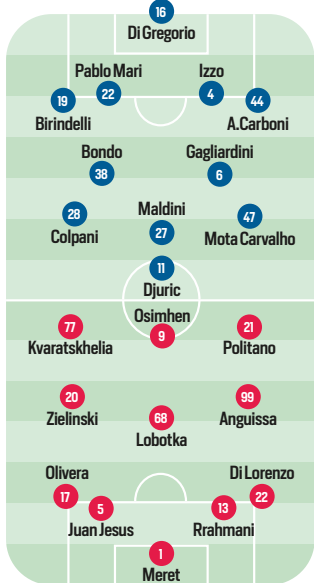 16
Di Gregorio
Pablo Mari
Izzo
19
22
4
44
Birindelli
A.Carboni
Bondo
Gagliardini
38
6
28
Maldini
47
Colpani
27
Mota Carvalho
11
Djuric
Osimhen
77
9
21
Kvaratskhelia
Politano
20
68
99
Zielinski
Anguissa
Lobotka
Olivera
Di Lorenzo
17
5
13
22
Juan Jesus
Rrahmani
1
Meret